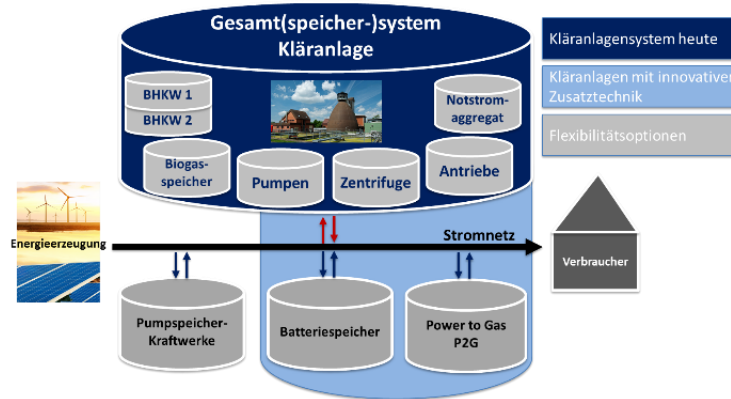 Gesamt(speicher-)system
Kläranlage
BHKW 1
BHKW 2
Notstrom-
aggregat
Biogas-
speicher
Pumpen
Zentrifuge
Antriebe
Kläranlagensystem heute
Kläranlagen mit innovativer
Zusatztechnik
Flexibilitätsoptionen
Energieerzeugung
Stromnetz
Verbraucher
Pumpspeicher-
Kraftwerke
Batteriespeicher
Power to Gas
P2G